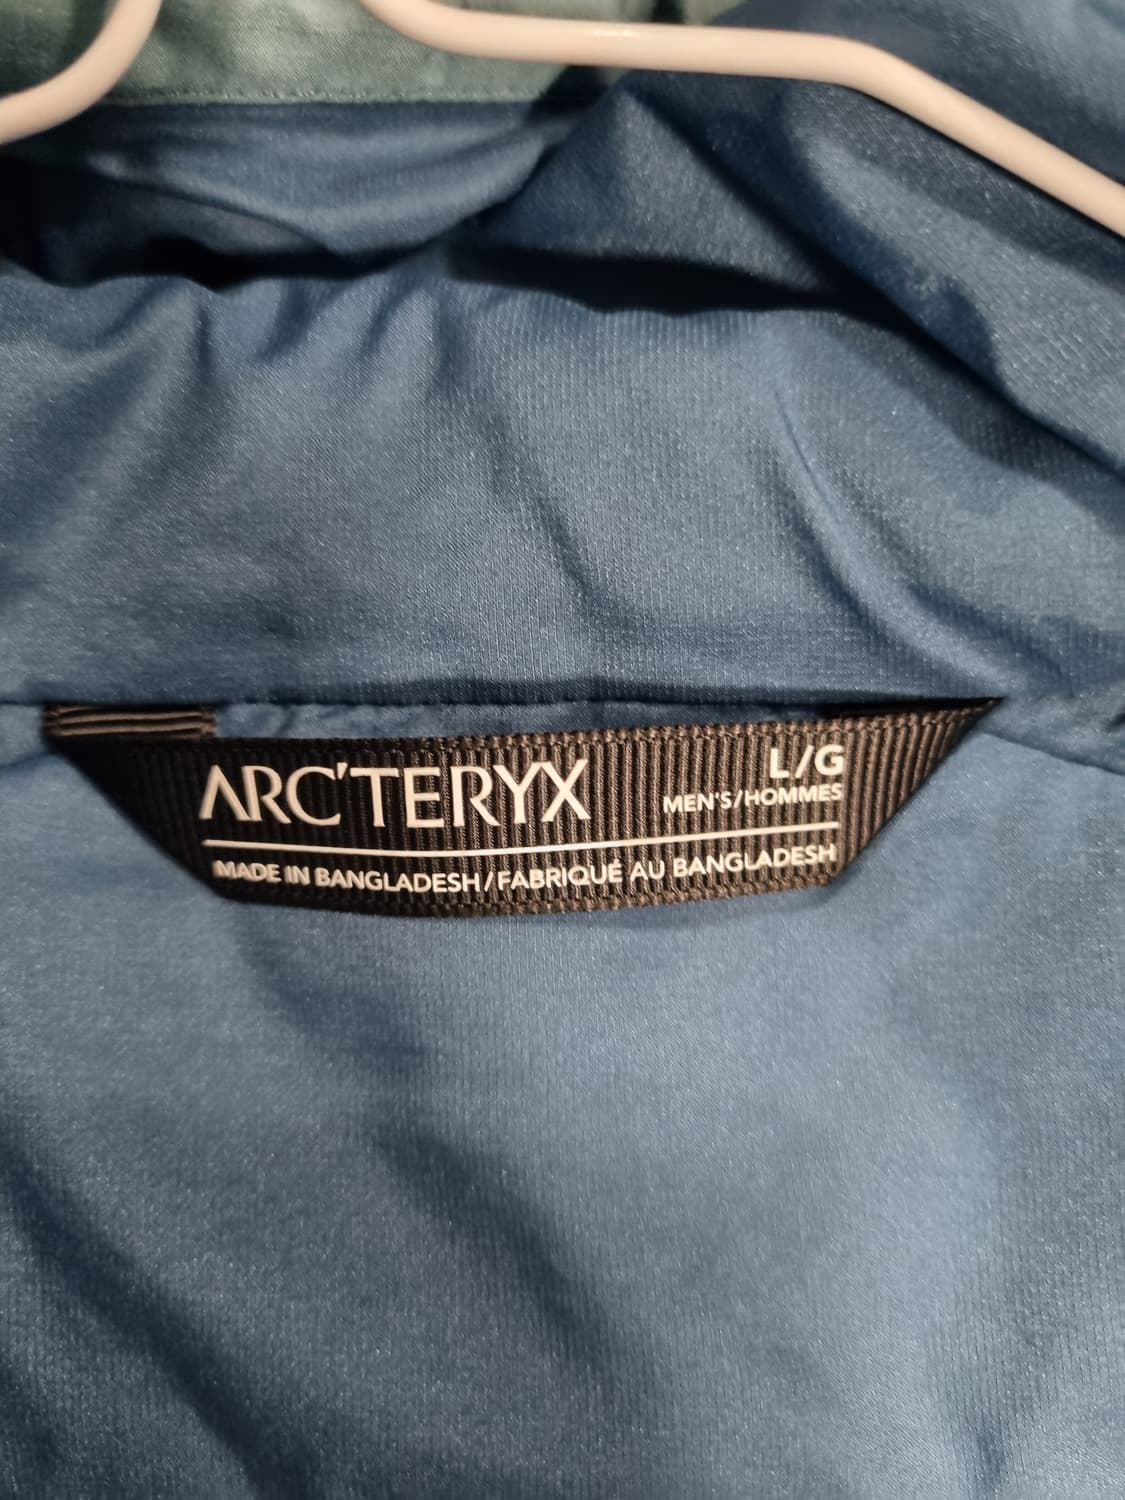 ARC'TERYX
L/G
MEN'S/HOMMES
MADE IN BANGLADESH/FABRIQUÉ AU BANGLADESH